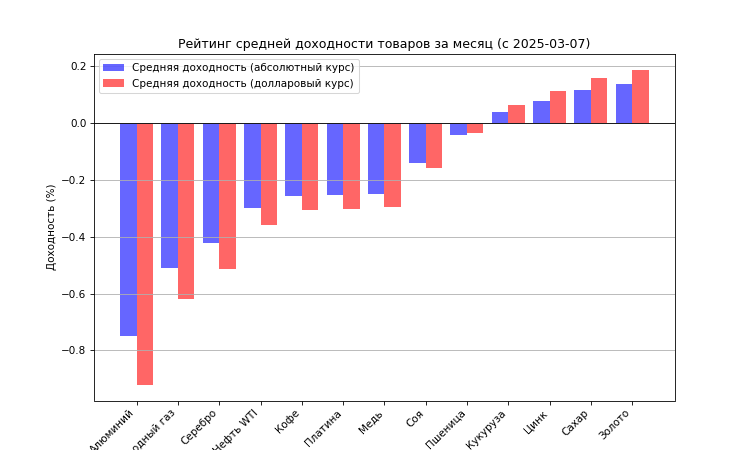 Рейтинг средней доходности товаров за месяц (с 2025-03-07)
Средняя доходность (абсолютный курс)
Средняя доходность (долларовый курс)
Доходность (%)
0.2
0.0
−0.2
−0.4
−0.6
−0.8
Алюминий
одный газ
Серебро
Нефть WTI
Кофе
Платина
Медь
Соя
Пшеница
Кукуруза
Цинк
Сахар
Золото